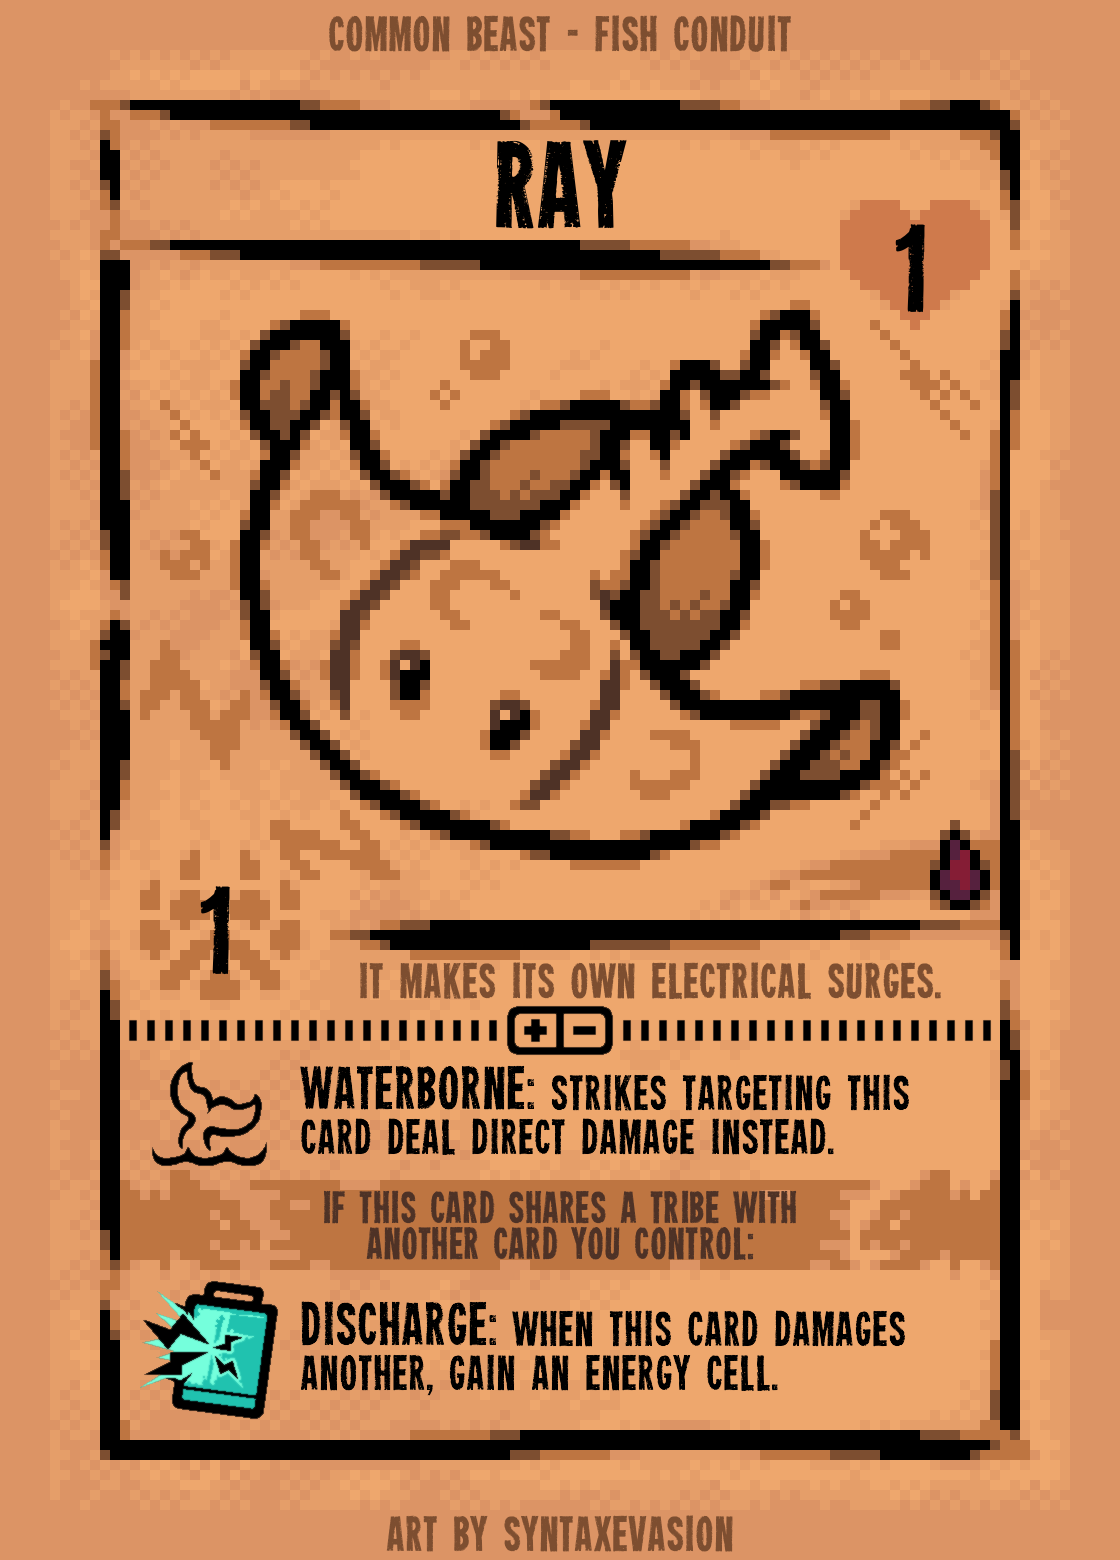 COMMON BEAST - FISH CONDUIT
RAY
1
1
IT MAKES ITS OWN ELECTRICAL SURGES.
WATERBORNE: STRIKES TARGETING THIS
CARD DEAL DIRECT DAMAGE INSTEAD.
IF THIS CARD SHARES A TRIBE WITH
ANOTHER CARD YOU CONTROL:
DISCHARGE: WHEN THIS CARD DAMAGES
ANOTHER, GAIN AN ENERGY CELL.
ART BY SYNTAXEVASION